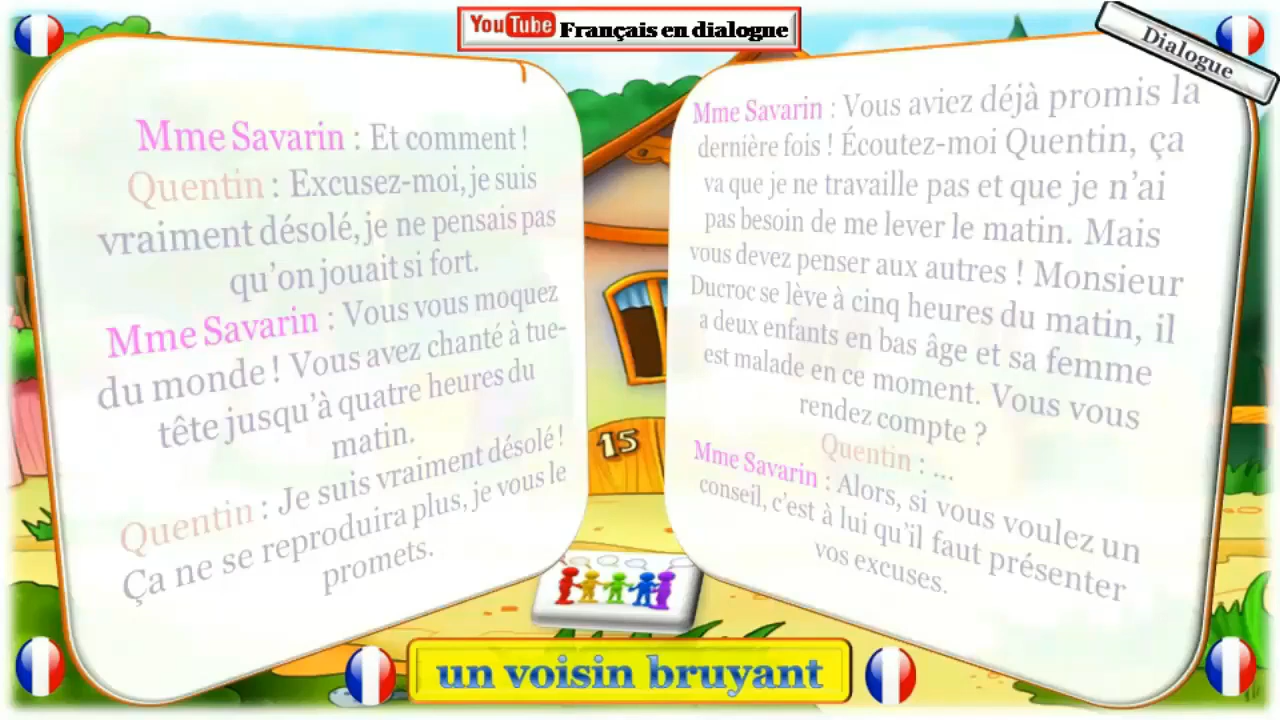 YouTube Français en dialogue
Dialogue
Mme Savarin : Et comment !
Quentin : Excusez-moi, je suis
vraiment désolé, je ne pensais pas
qu'on jouait si fort.
Mme Savarin : Vous vous moquez
du monde ! Vous avez chanté à tue-
tête jusqu'à quatre heures du
matin.
Quentin : Je suis vraiment désolé !
Ça ne se reproduira plus, je vous le
promets.
Mme Savarin : Vous aviez déjà promis la
dernière fois ! Écoutez-moi Quentin, ça
va que je ne travaille pas et que je n'ai
pas besoin de me lever le matin. Mais
vous devez penser aux autres ! Monsieur
Ducroc se lève à cinq heures du matin, il
a deux enfants en bas âge et sa femme
est malade en ce moment. Vous vous
rendez compte ?
Quentin : ...
Mme Savarin : Alors, si vous voulez un
conseil, c'est à lui qu'il faut présenter
vos excuses.
15
un voisin bruyant